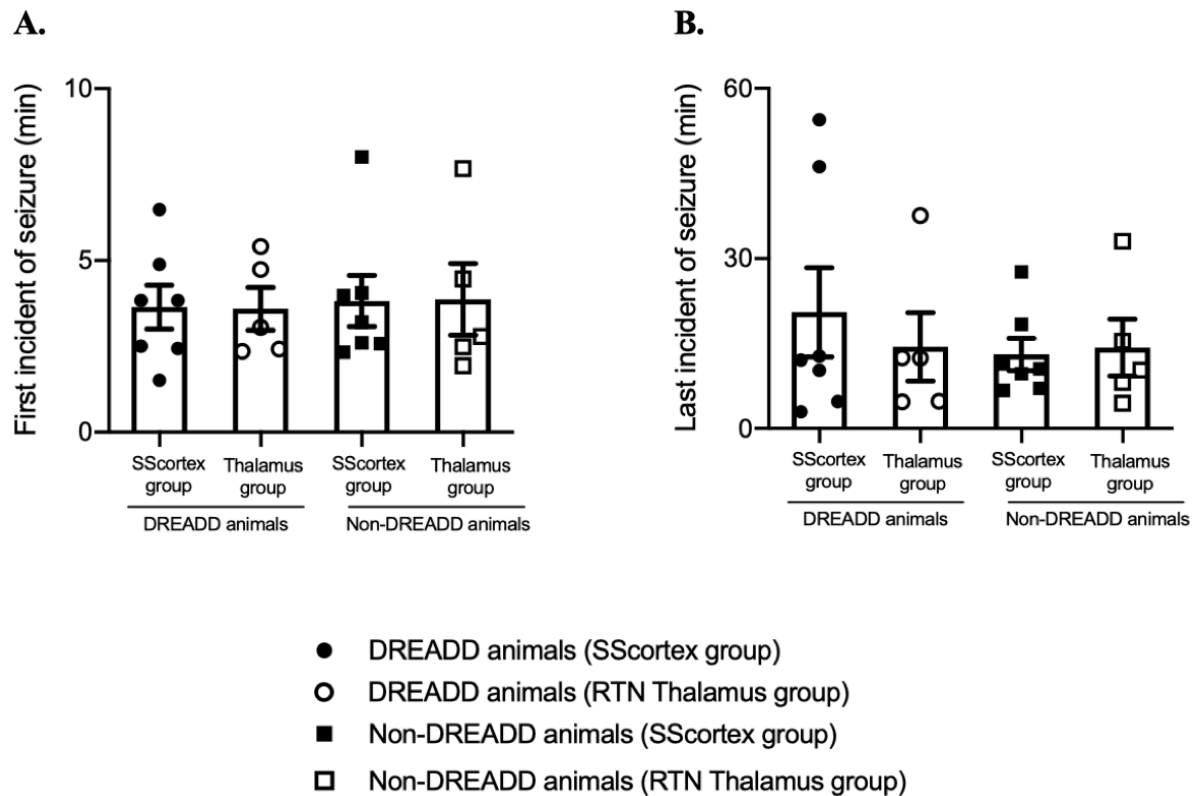 A.
First incident of seizure (min)
10
5
0
SScortex
group
Thalamus
group
SScortex
group
Thalamus
group
DREADD animals
Non-DREADD animals
B.
Last incident of seizure (min)
60
30
0
SScortex
group
Thalamus
group
SScortex
group
Thalamus
group
DREADD animals
Non-DREADD animals
DREADD animals (SScortex group)
DREADD animals (RTN Thalamus group)
Non-DREADD animals (SScortex group)
Non-DREADD animals (RTN Thalamus group)